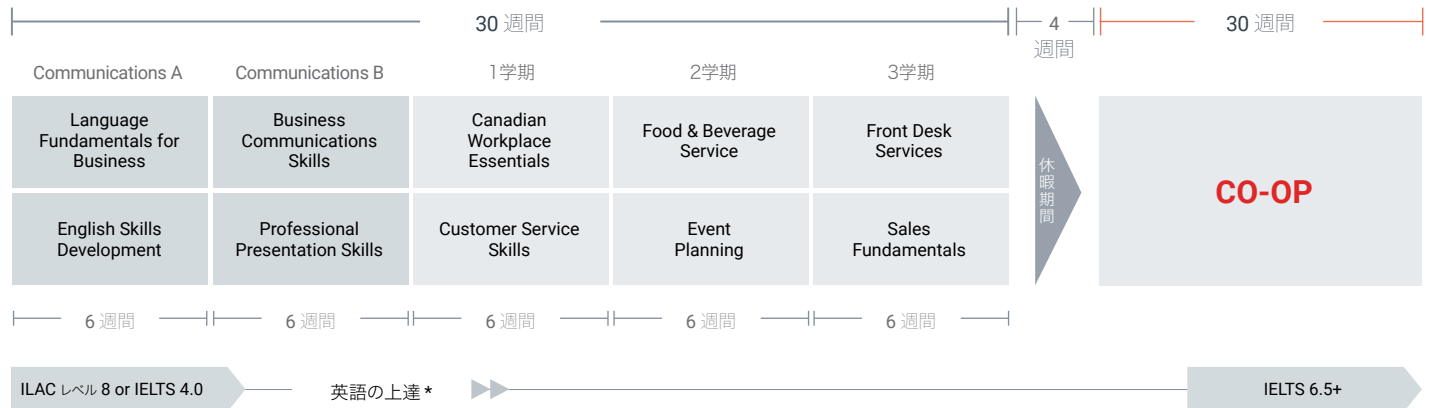 30 週間
4
週間
30 週間
Communications A
Communications B
1学期
2学期
3学期
Language
Fundamentals for
Business
Business
Communications
Skills
Canadian
Workplace
Essentials
Food & Beverage
Service
Front Desk
Services
休暇期間
CO-OP
English Skills
Development
Professional
Presentation Skills
Customer Service
Skills
Event
Planning
Sales
Fundamentals
6 週間
6 週間
6 週間
6 週間
6 週間
ILAC レベル 8 or IELTS 4.0
英語の上達 *
IELTS 6.5+